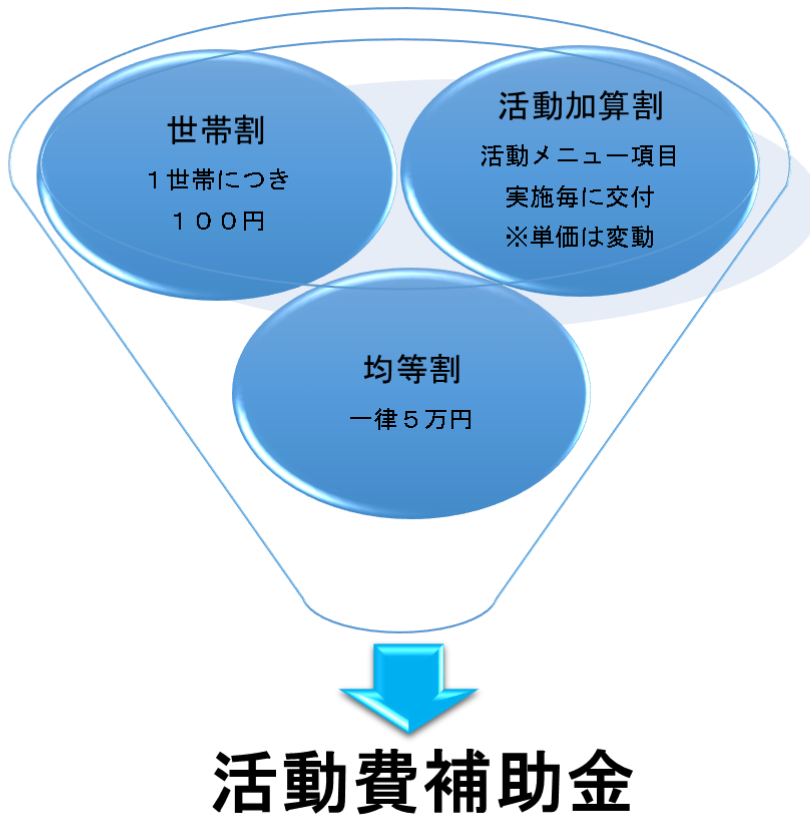 世帯割
１世帯につき
１００円
活動加算割
活動メニュー項目
実施毎に交付
※単価は変動
均等割
一律５万円
活動費補助金